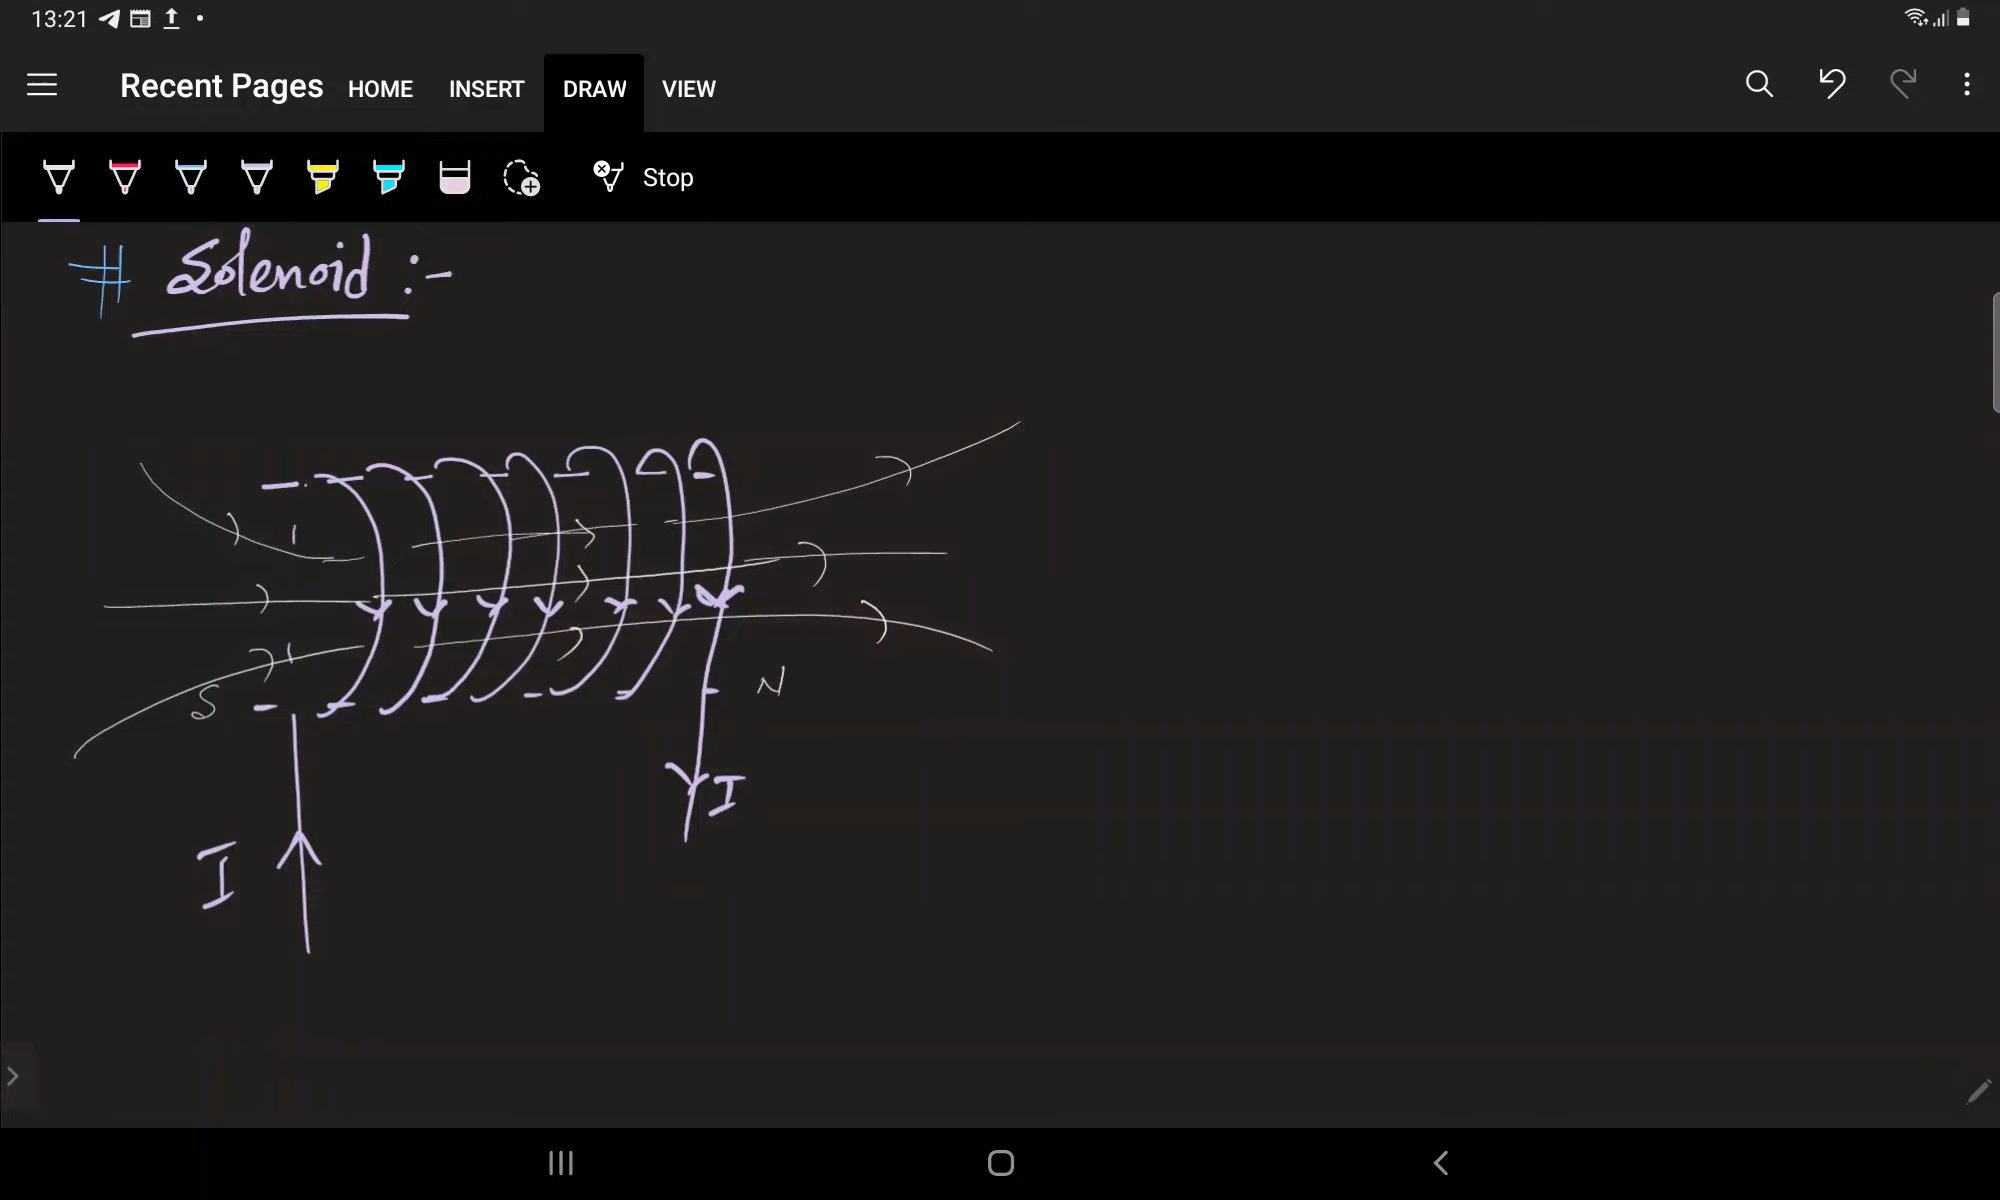 13:21
Recent Pages HOME INSERT DRAW VIEW
Stop
# Solenoid :-
S
N
I
I